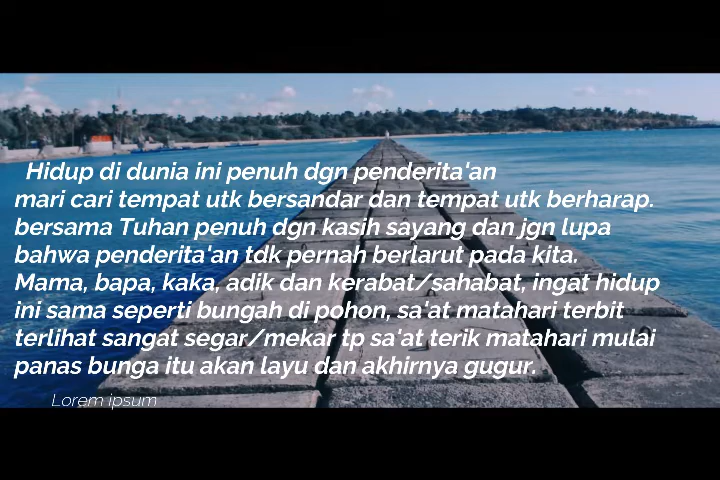 Hidup di dunia ini penuh dgn penderita'an
mari cari tempat utk bersandar dan tempat utk berharap.
bersama Tuhan penuh dgn kasih sayang dan jgn lupa
bahwa penderita'an tdk pernah berlarut pada kita.
Mama, bapa, kaka, adik dan kerabat/sahabat, ingat hidup
ini sama seperti bungah di pohon, sa'at matahari terbit
terlihat sangat segar/mekar tp sa'at terik matahari mulai
panas bunga itu akan layu dan akhirnya gugur.
Lorem ipsum